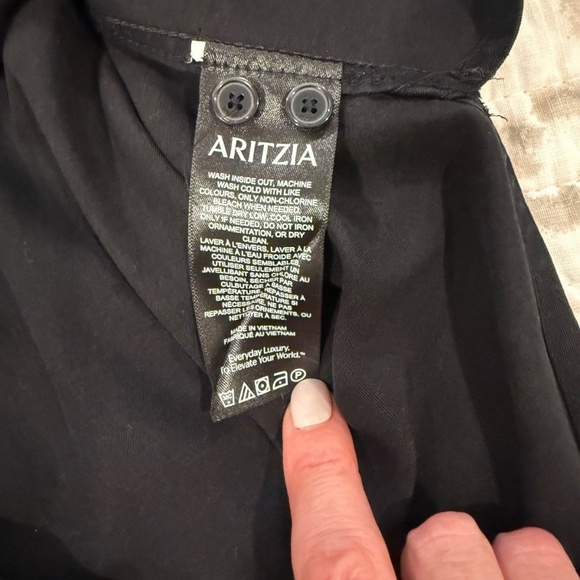 ARITZIA
WASH INSIDE OUT, MACHINE
WASH COLD WITH LIKE
COLOURS, ONLY NON-CHLORINE
BLEACH WHEN NEEDED,
TUMBLE DRY LOW, COOL IRON
ONLY IF NEEDED, DO NOT IRON
ORNAMENTATION, OR DRY
CLEAN.
LAVER À L'ENVERS, LAVER À LA
MACHINE À L'EAU FROIDE AVEC
COULEURS SEMBLABLES,
UTILISER SEULEMENT UN
JAVELLISANT SANS CHLORE AU
BESOIN, SÉCHER PAR
CULBUTAGE À BASSE
TEMPÉRATURE, REPASSER À
BASSE TEMPÉRATURE SI
NÉCESSAIRE, NE PAS
REPASSER LES ORNEMENTS, OU
NETTOYER À SEC.
MADE IN VIETNAM
FABRIQUÉ AU VIETNAM
Everyday Luxury.
To Elevate Your World.™
P